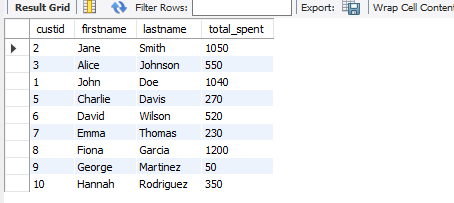 Result Grid Filter Rows: Export: Wrap Cell Conten
custid firstname lastname total_spent
2 Jane Smith 1050
3 Alice Johnson 550
1 John Doe 1040
5 Charlie Davis 270
6 David Wilson 520
7 Emma Thomas 230
8 Fiona Garcia 1200
9 George Martinez 50
10 Hannah Rodriguez 350